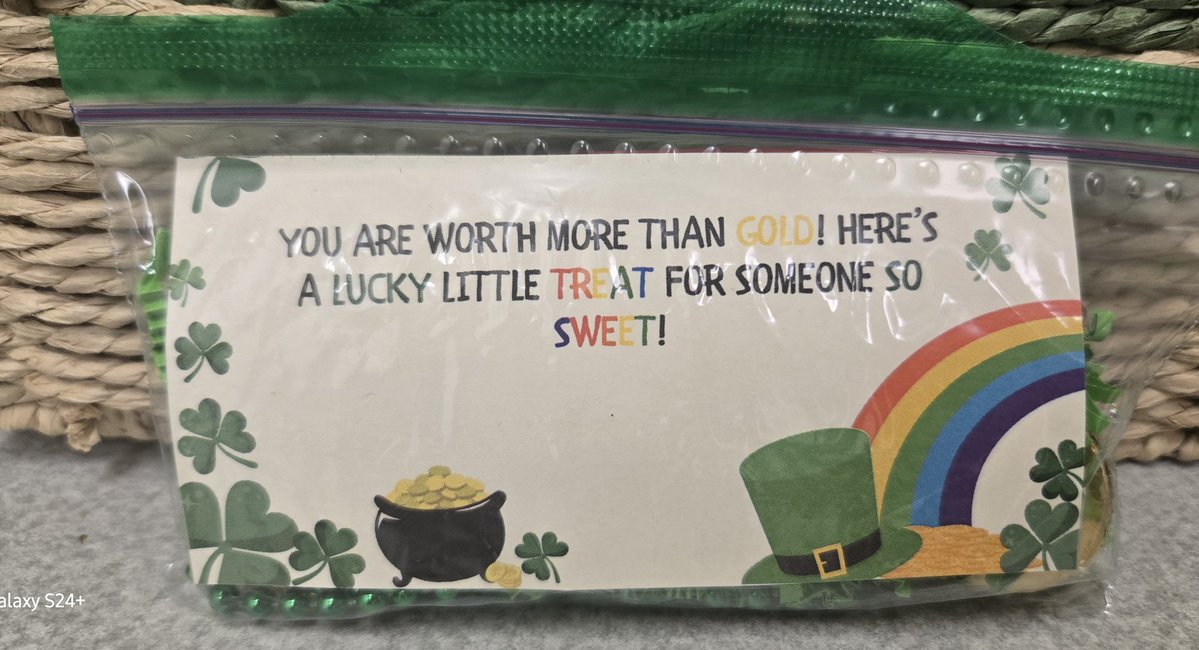 YOU ARE WORTH MORE THAN GOLD! HERE'S
A LUCKY LITTLE TREAT FOR SOMEONE SO
SWEET!
alaxy S24+